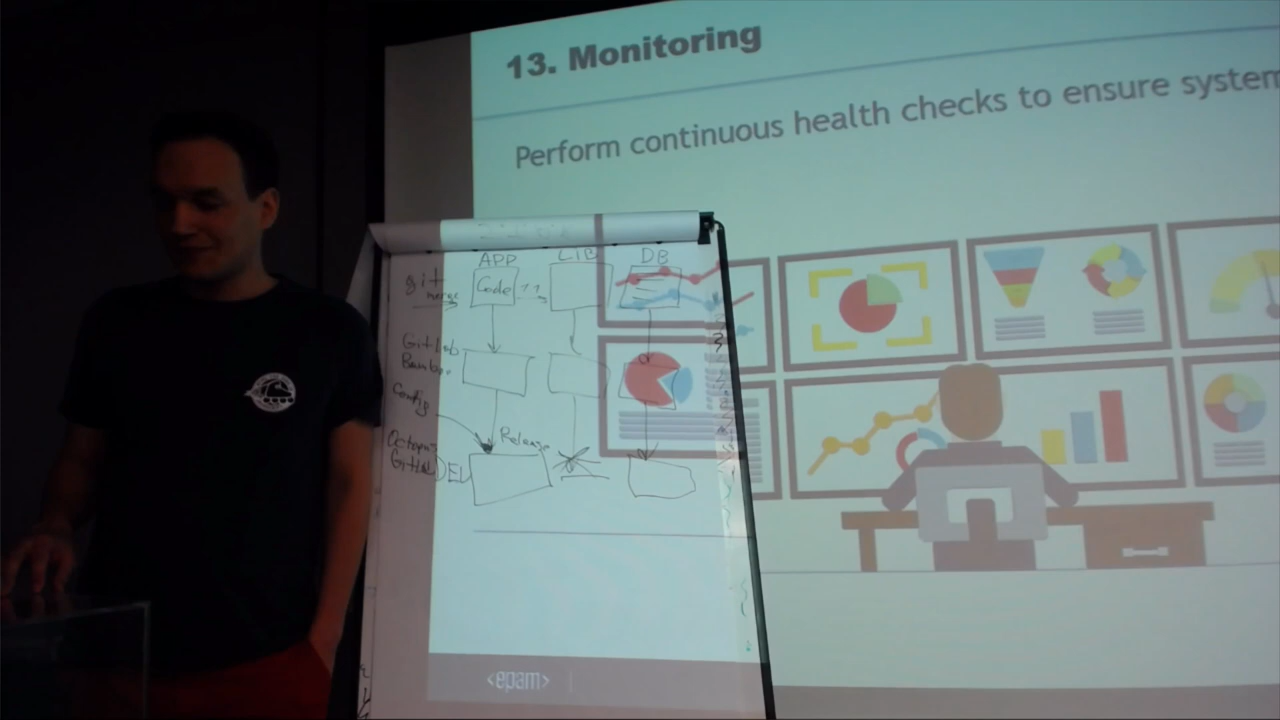 13. Monitoring
Perform continuous health checks to ensure system
APP LIB DB
git
merge
Code
GitLab
Bamboo
Config
Release
Octopus
GitLab
DEV
<epam>